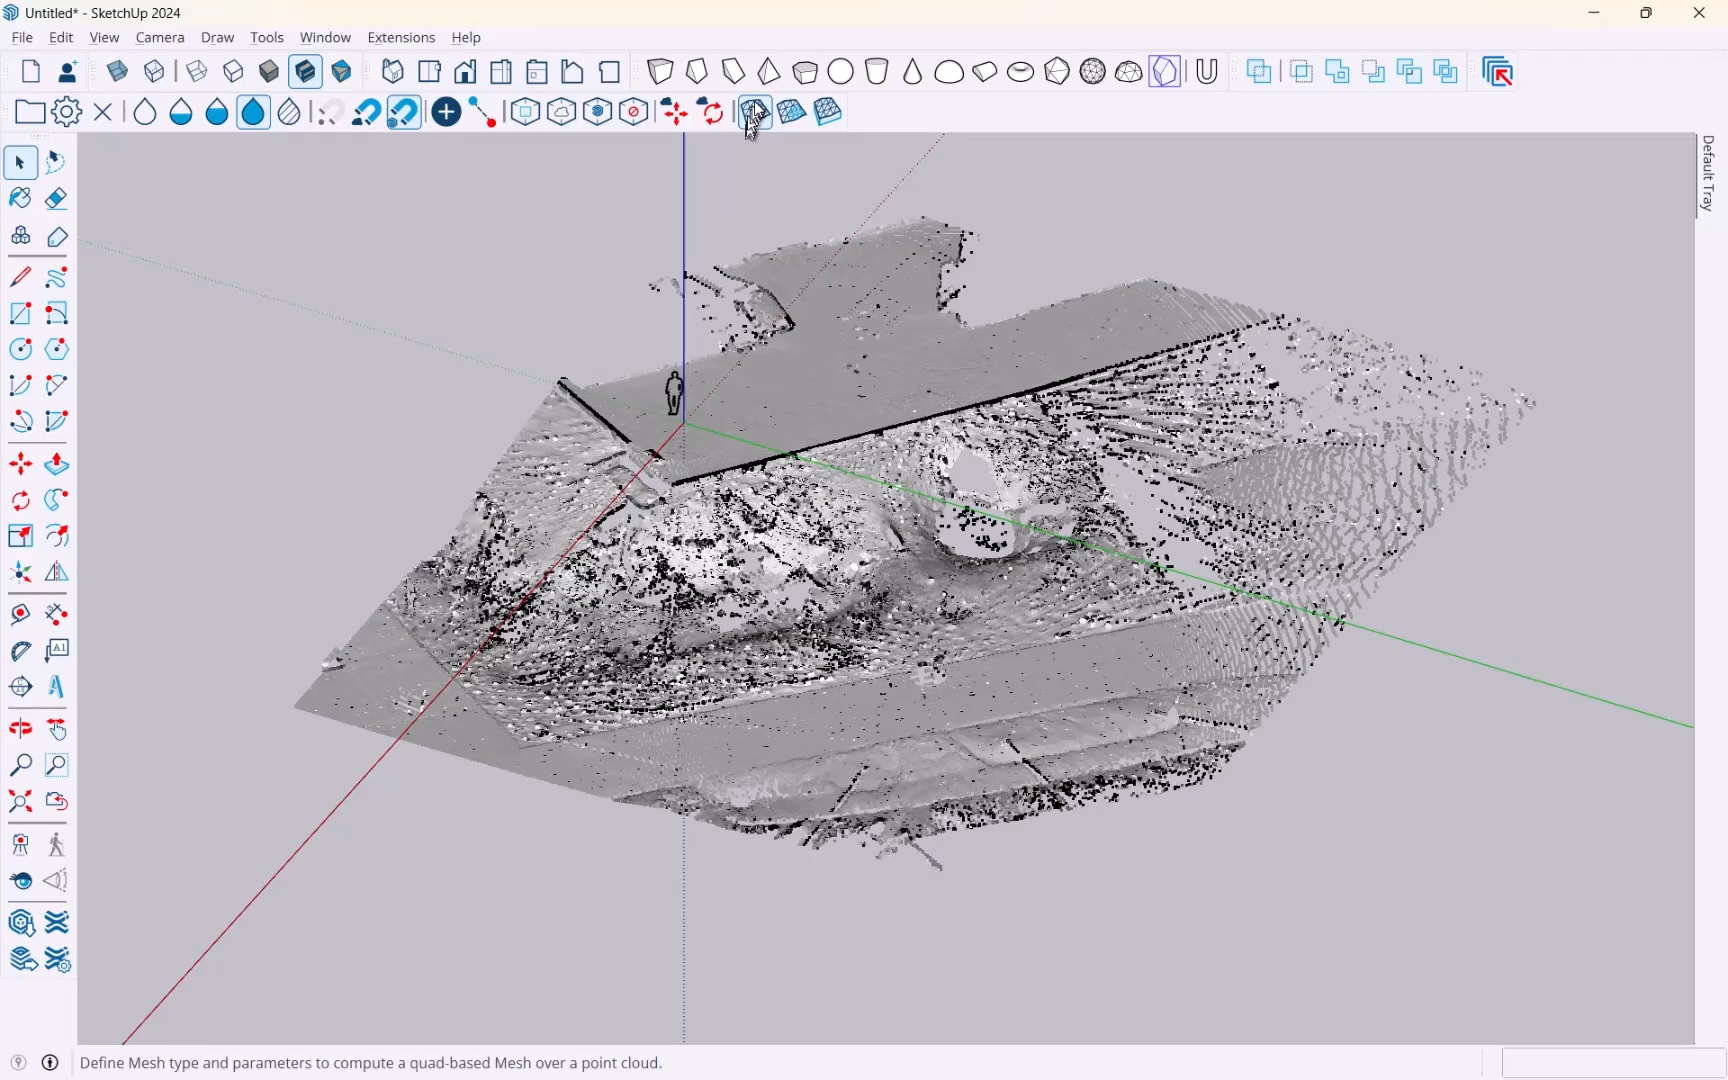 Untitled* - SketchUp 2024
File Edit View Camera Draw Tools Window Extensions Help
Default Tray
A1
A
Define Mesh type and parameters to compute a quad-based Mesh over a point cloud.